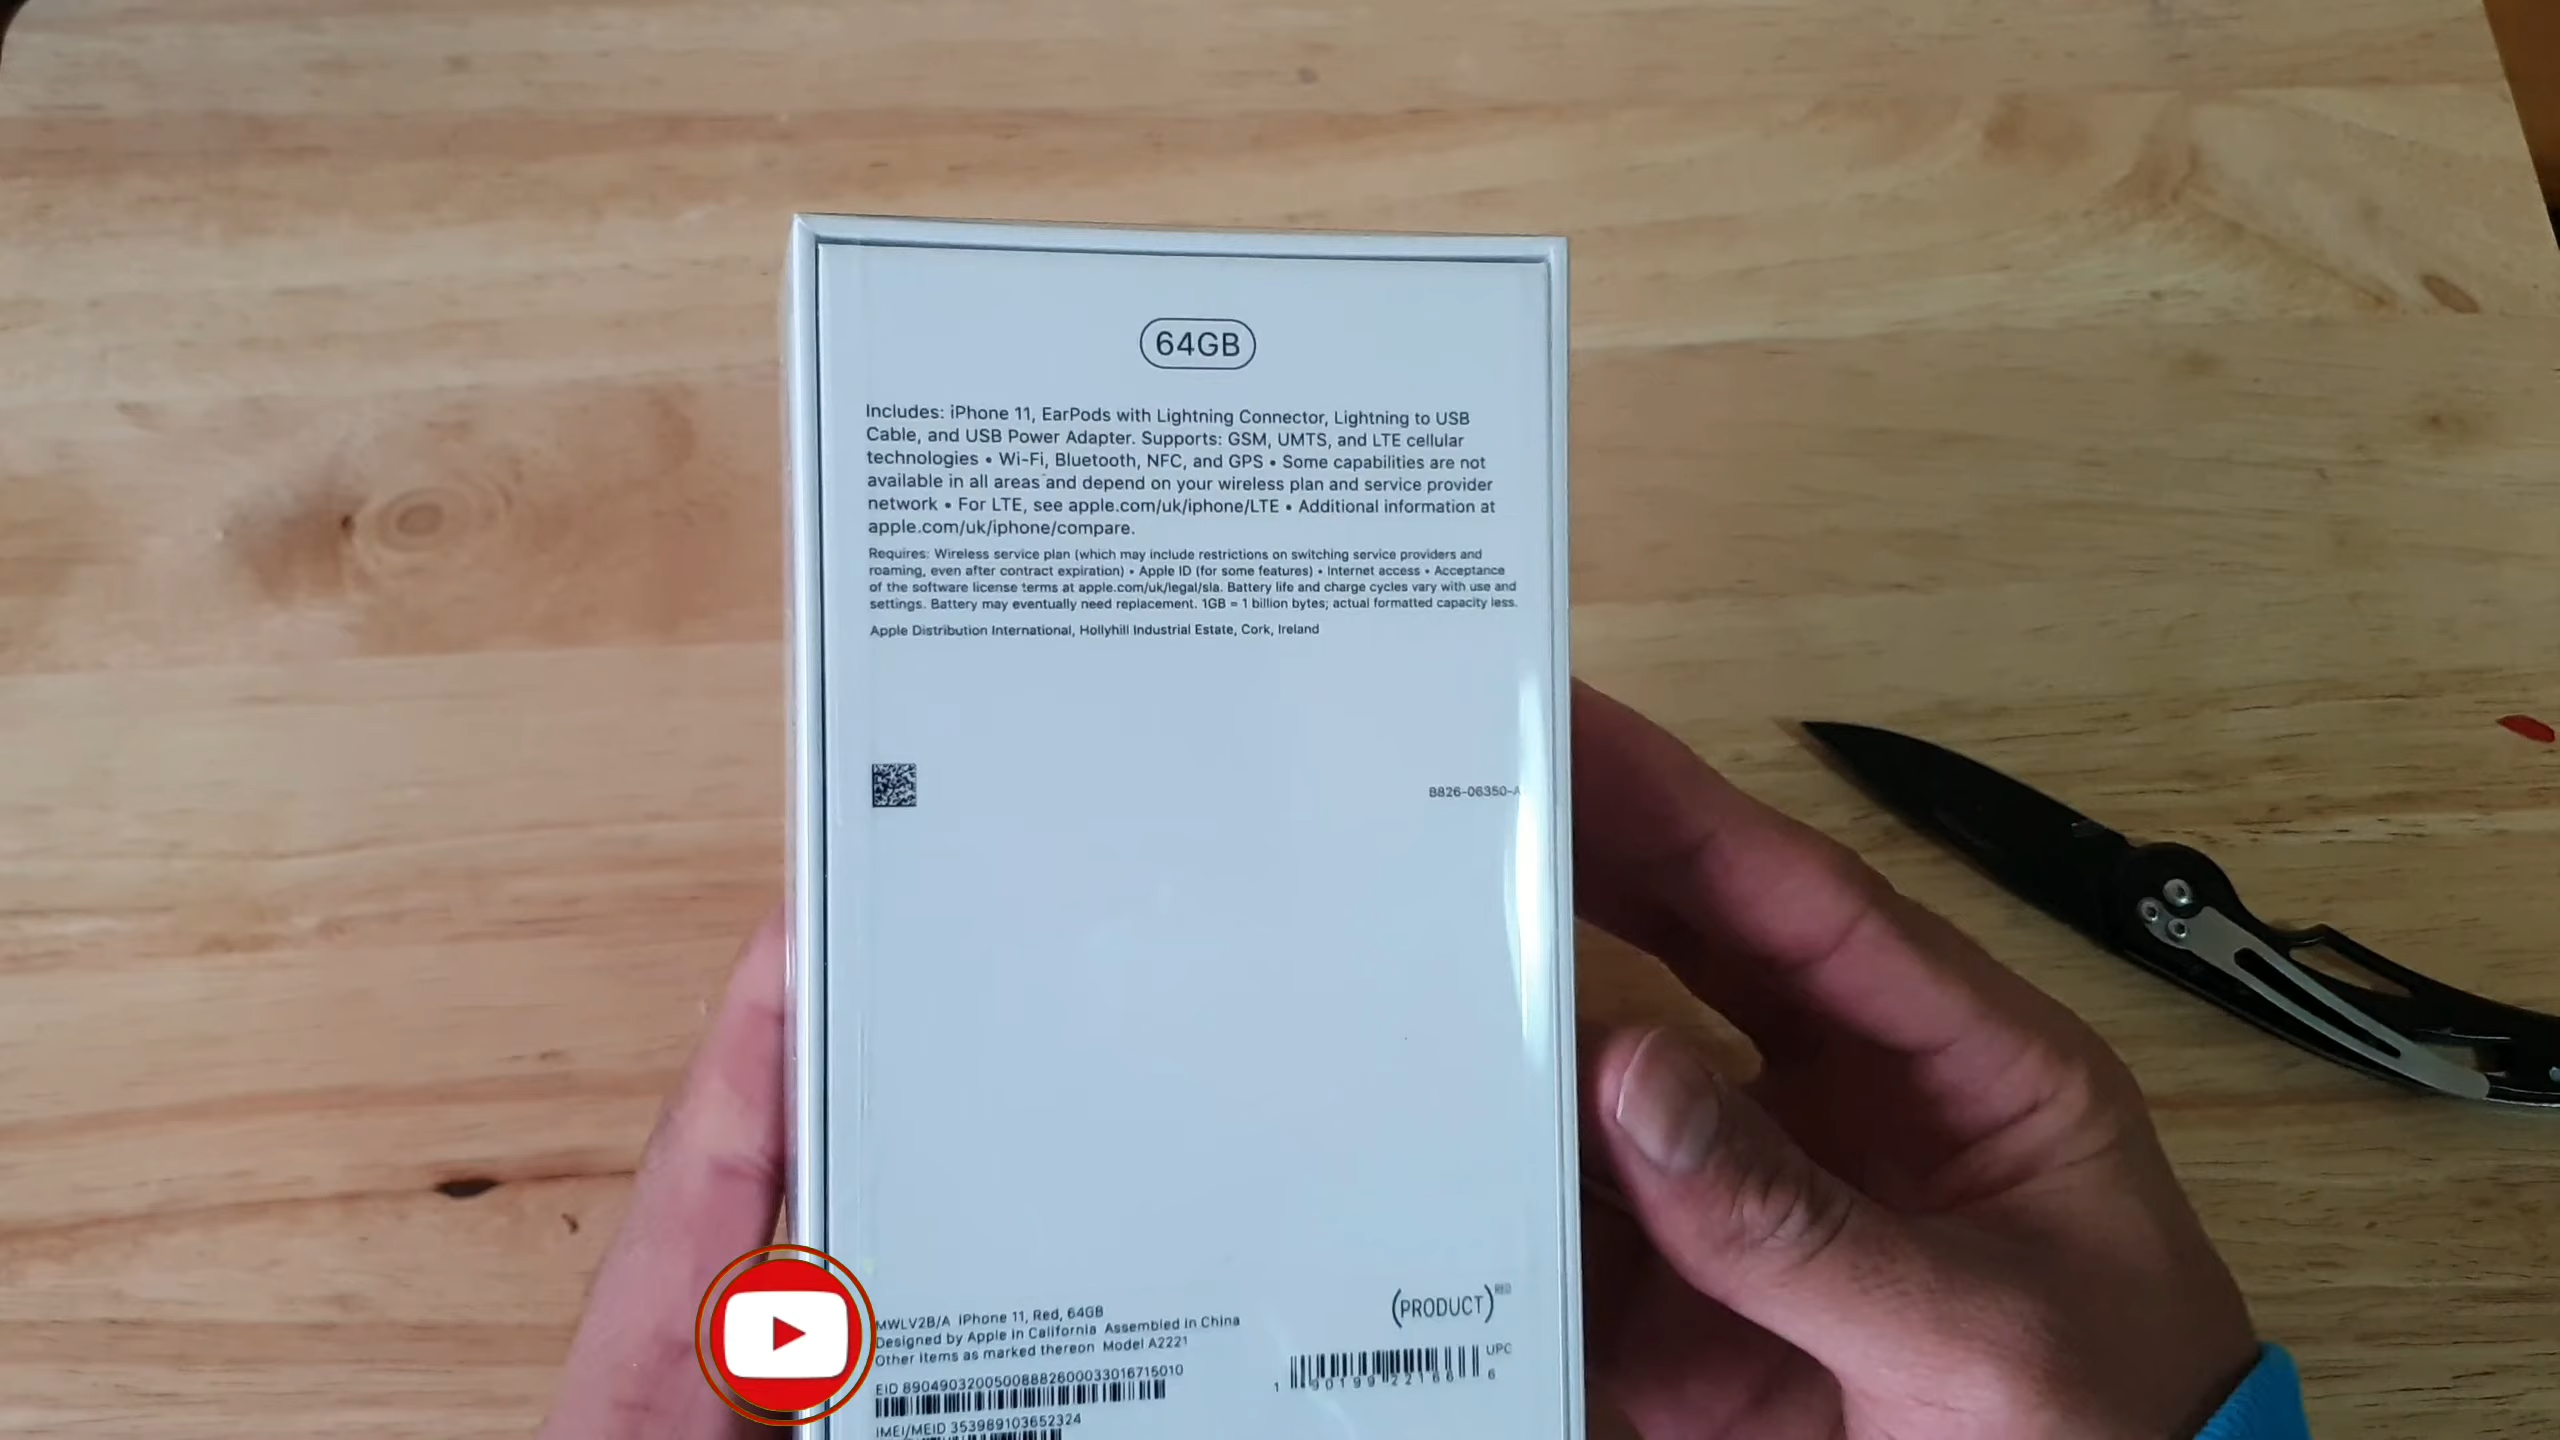 64GB
Includes: iPhone 11, EarPods with Lightning Connector, Lightning to USB
Cable, and USB Power Adapter. Supports: GSM, UMTS, and LTE cellular
technologies • Wi-Fi, Bluetooth, NFC, and GPS • Some capabilities are not
available in all areas and depend on your wireless plan and service provider
network • For LTE, see apple.com/uk/iphone/LTE • Additional information at
apple.com/uk/iphone/compare.
Requires: Wireless service plan (which may include restrictions on switching service providers and
roaming, even after contract expiration) • Apple ID (for some features) • Internet access • Acceptance
of the software license terms at apple.com/uk/legal/sla. Battery life and charge cycles vary with use and
settings. Battery may eventually need replacement. 1GB = 1 billion bytes; actual formatted capacity less.
Apple Distribution International, Hollyhill Industrial Estate, Cork, Ireland
B826-06350-A
(PRODUCT)RED
MWLV2B/A iPhone 11, Red, 64GB
Designed by Apple in California Assembled in China
Other items as marked thereon Model A2221
EID 89049032005008882600033016715010
UPC
1 90199 22166 6
IMEI/MEID 353989103652324